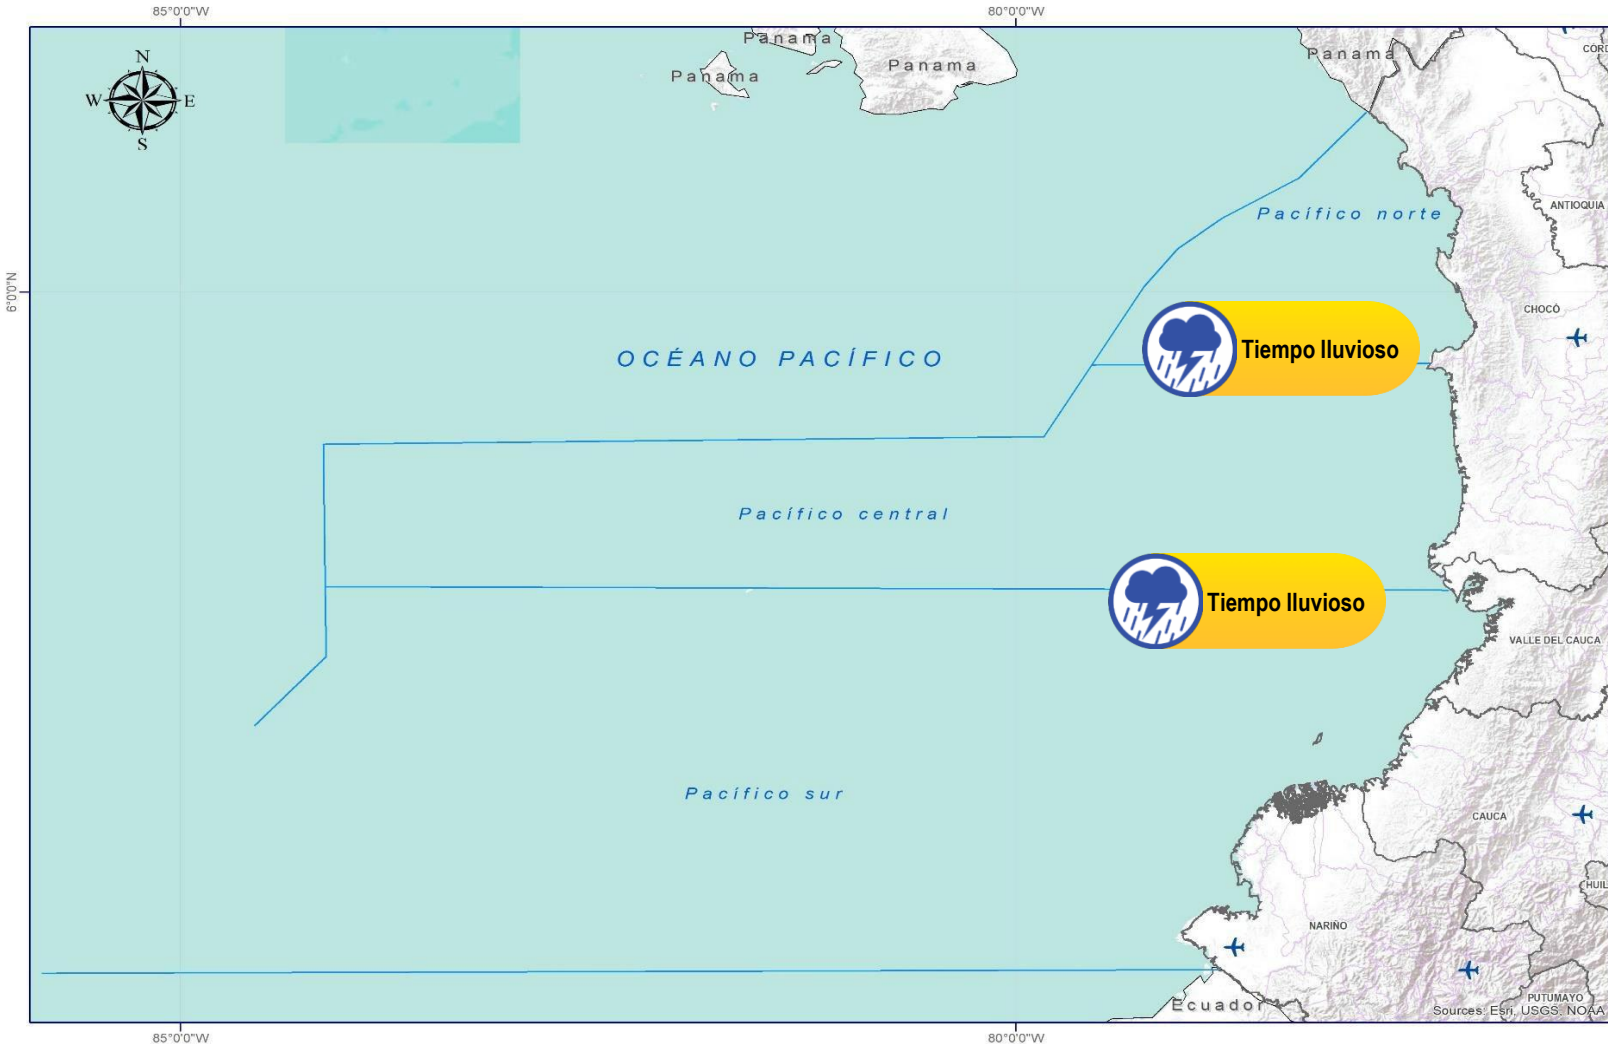 85°0'0"W
80°0'0"W
N
W
E
S
Panama
Panama
Panama
Panama
Pacífico norte
ANTIOQUIA
6°0'0"N
CHOCÓ
Tiempo lluvioso
OCÉANO PACÍFICO
Pacífico central
Tiempo lluvioso
VALLE DEL CAUCA
Pacífico sur
CAUCA
NARIÑO
PUTUMAYO
Ecuador
Sources: Esri, USGS, NOAA
85°0'0"W
80°0'0"W